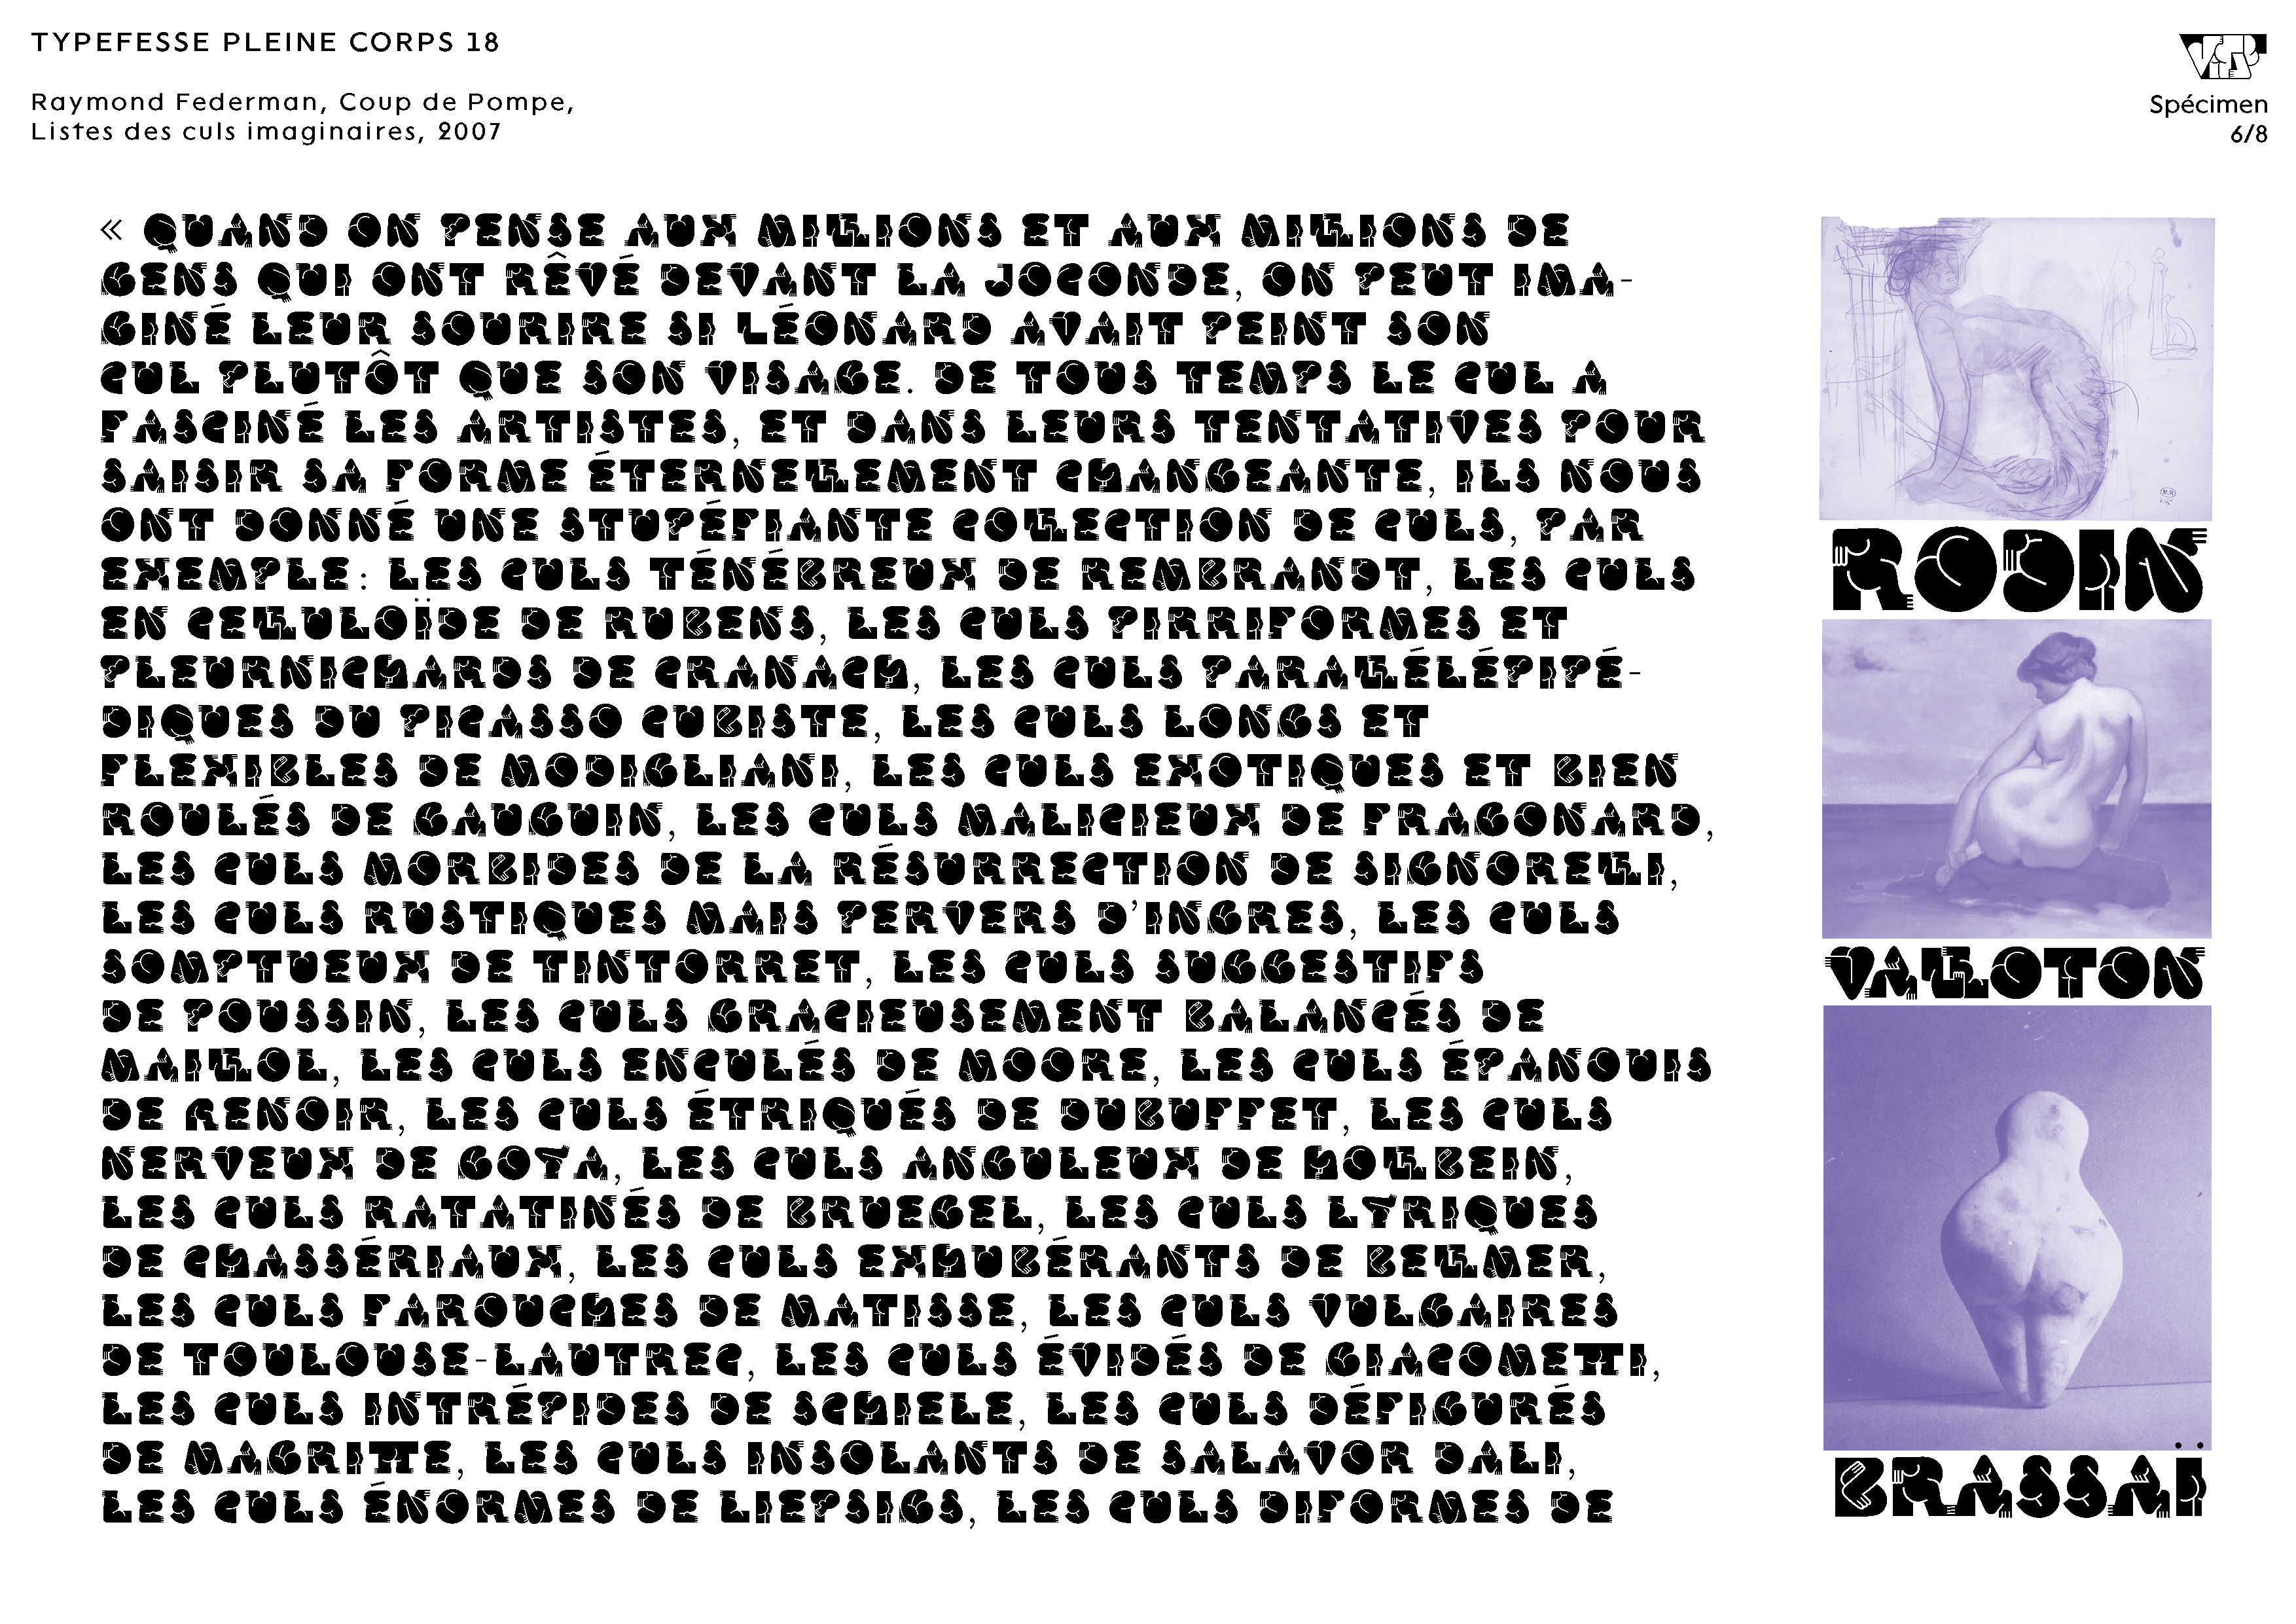 TYPEFESSE PLEINE CORPS 18
Raymond Federman, Coup de Pompe,
Listes des culs imaginaires, 2007
Spécimen
6/8
« QUAND ON PENSE AUX MILLIONS ET AUX MILLIONS DE
GENS QUI ONT RÊVÉ DEVANT LA JOCONDE, ON PEUT IMA-
GINÉ LEUR SOURIRE SI LÉONARD AVAIT PEINT SON
CUL PLUTÔT QUE SON VISAGE. DE TOUS TEMPS LE CUL A
FASCINÉ LES ARTISTES, ET DANS LEURS TENTATIVES POUR
SAISIR SA FORME ÉTERNELLEMENT CHANGEANTE, ILS NOUS
ONT DONNÉ UNE STUPÉFIANTE COLLECTION DE CULS, PAR
EXEMPLE : LES CULS TÉNÉBREUX DE REMBRANDT, LES CULS
EN CELLULOÏDE DE RUBENS, LES CULS PIRRIFORMES ET
PLEURNICHARDS DE CRANACH, LES CULS PARALLÉLÉPIPÉ-
DIQUES DU PICASSO CUBISTE, LES CULS LONGS ET
FLEXIBLES DE MODIGLIANI, LES CULS EXOTIQUES ET BIEN
ROULÉS DE GAUGUIN, LES CULS MALICIEUX DE FRAGONARD,
LES CULS MORBIDES DE LA RÉSURRECTION DE SIGNORELLI,
LES CULS RUSTIQUES MAIS PERVERS D'INGRES, LES CULS
SOMPTUEUX DE TINTORRET, LES CULS SUGGESTIFS
DE POUSSIN, LES CULS GRACIEUSEMENT BALANCÉS DE
MAILLOL, LES CULS ENCULÉS DE MOORE, LES CULS ÉPANOUIS
DE RENOIR, LES CULS ÉTRIQUÉS DE DUBUFFET, LES CULS
NERVEUX DE GOYA, LES CULS ANGULEUX DE HOLLBEIN,
LES CULS RATATINÉS DE BRUEGEL, LES CULS LYRIQUES
DE CHASSÉRIAUX, LES CULS EXHUBÉRANTS DE BELLMER,
LES CULS FAROUCHES DE MATISSE, LES CULS VULGAIRES
DE TOULOUSE-LAUTREC, LES CULS ÉVIDÉS DE GIACOMETTI,
LES CULS INTRÉPIDES DE SCHIELE, LES CULS DÉFIGURÉS
DE MAGRITTE, LES CULS INSOLANTS DE SALAVOR DALI,
LES CULS ÉNORMES DE LIEPSIGS, LES CULS DIFORMES DE
RODIN
VALLOTON
BRASSAÏ